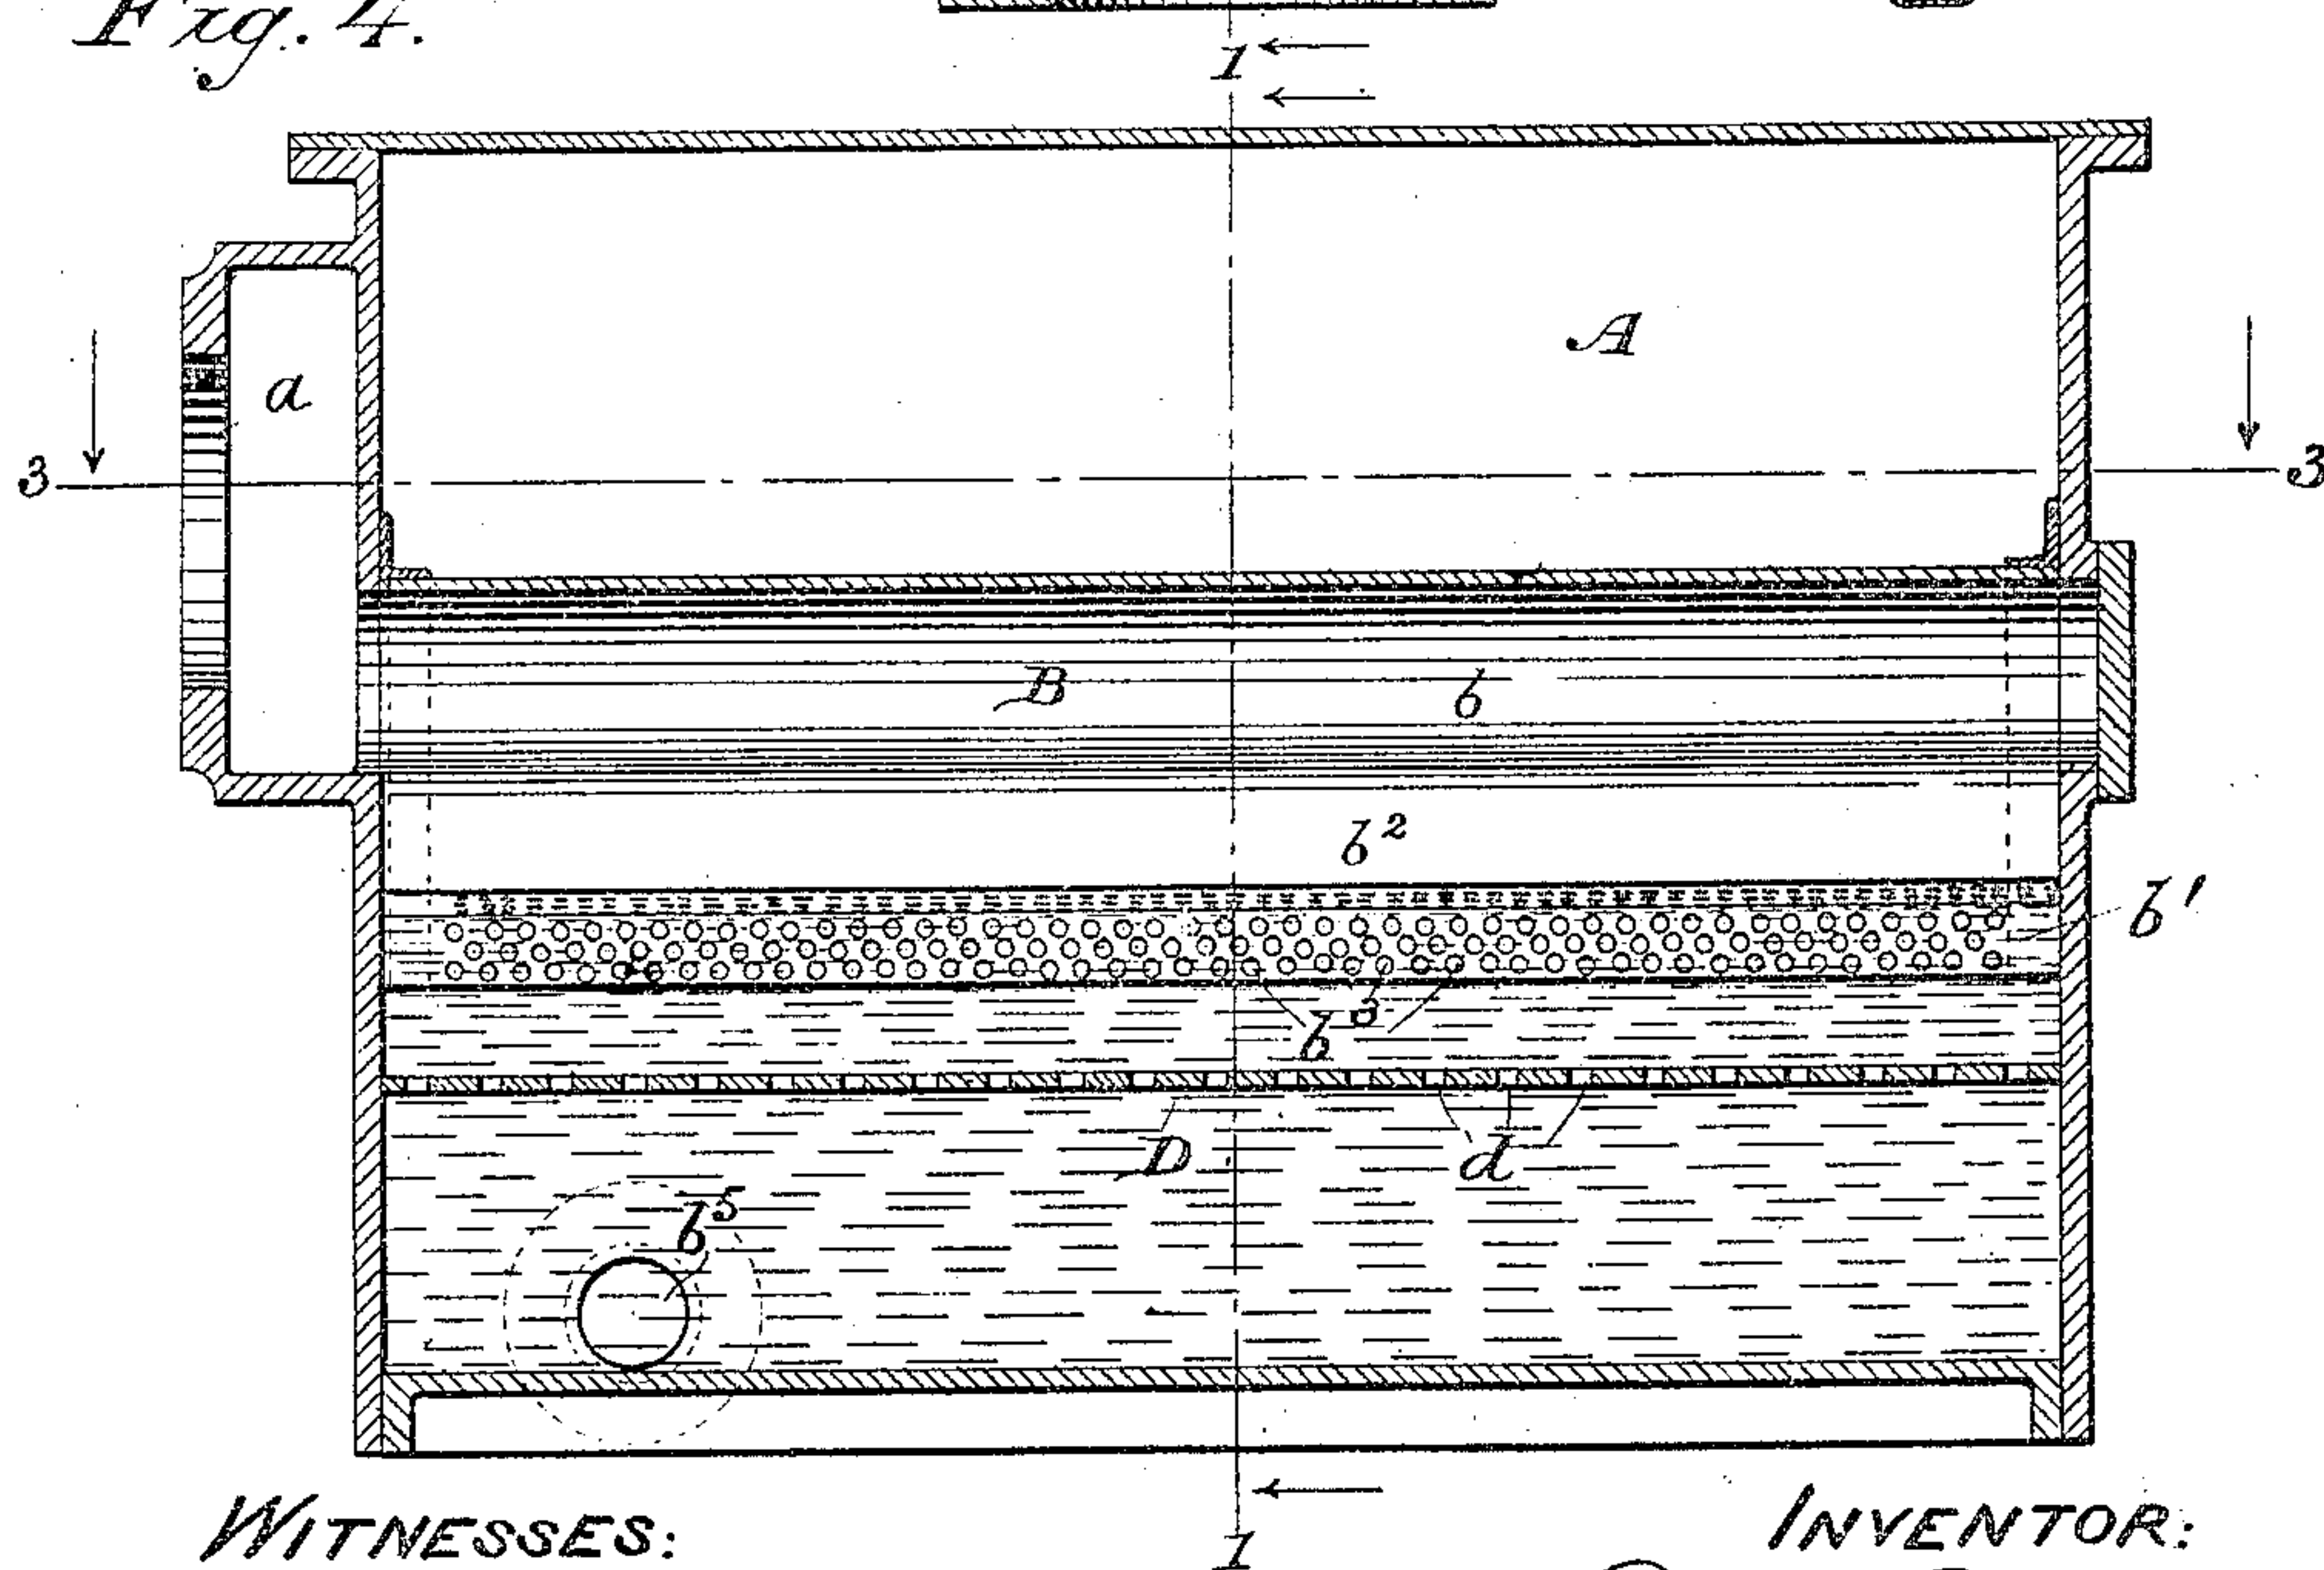 Fig. 4.
1
A
a
3 3
B b
b²
b'
b³
D d
b⁵
WITNESSES: INVENTOR:
1